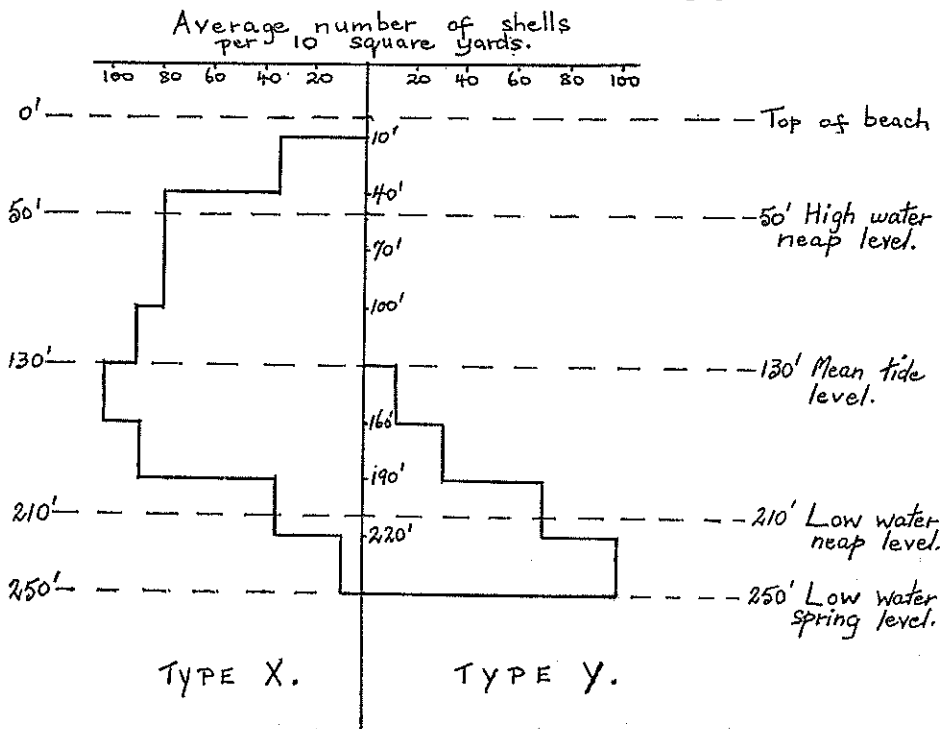 Average number of shells
per 10 square yards.
100 80 60 40 20 20 40 60 80 100
0' Top of beach
10'
40'
50' 50' High water
neap level.
70'
100'
130' 130' Mean tide
level.
160'
190'
210' 210' Low water
neap level.
220'
250' 250' Low water
spring level.
TYPE X. TYPE Y.